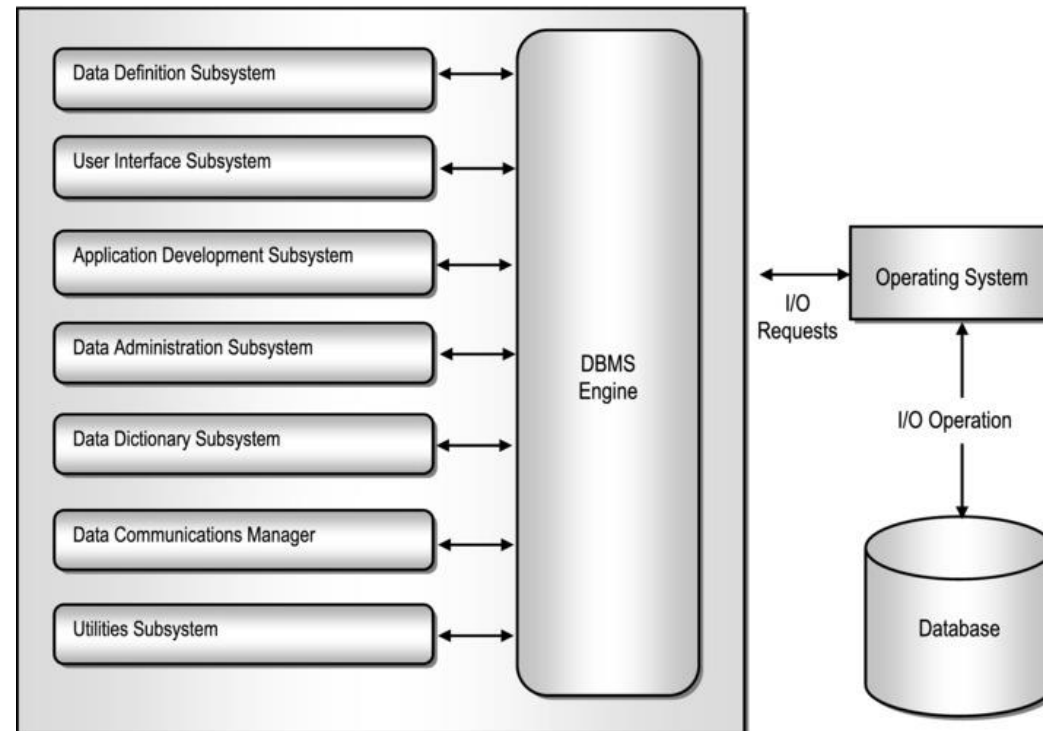 Data Definition Subsystem
User Interface Subsystem
Application Development Subsystem
Data Administration Subsystem
Data Dictionary Subsystem
Data Communications Manager
Utilities Subsystem
DBMS
Engine
I/O
Requests
Operating System
I/O Operation
Database